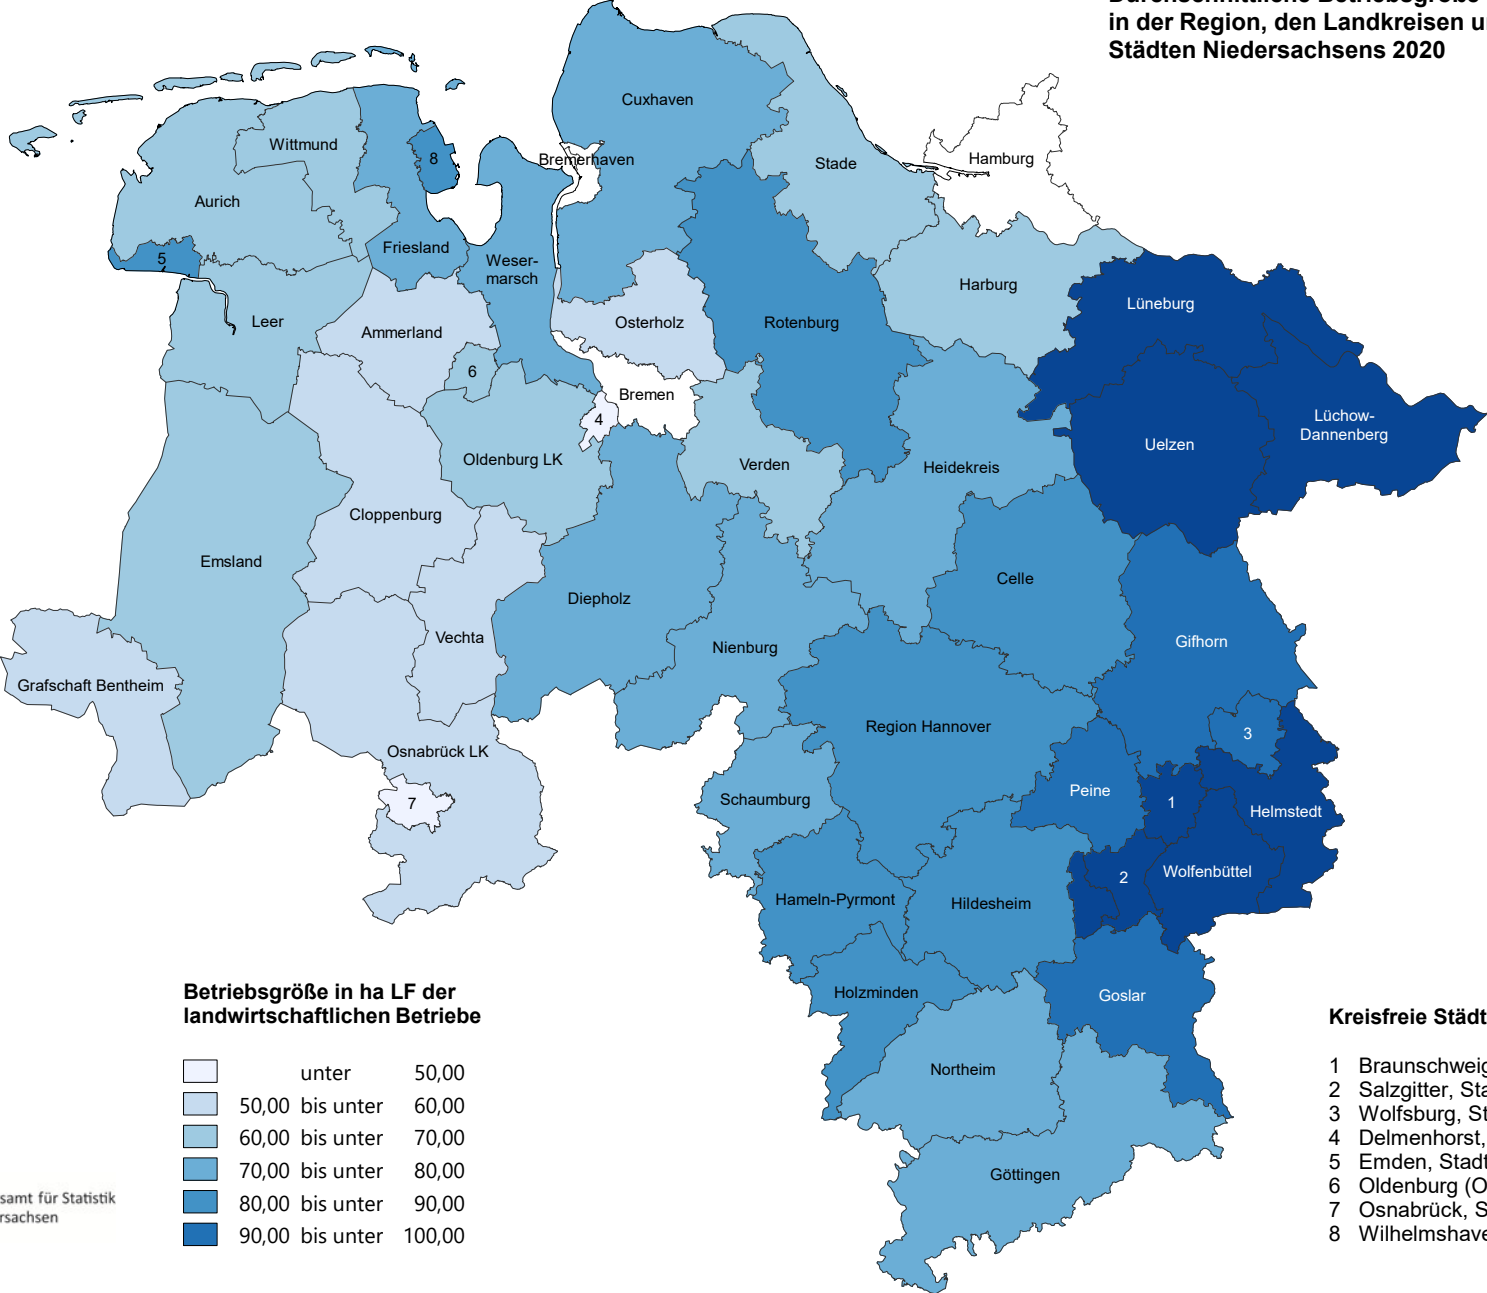 in der Region, den Landkreisen
Städten Niedersachsens 2020
Cuxhaven
Wittmund
8
Bremerhaven
Stade
Hamburg
Aurich
Friesland
5
Weser-
marsch
Harburg
Lüneburg
Leer
Ammerland
Osterholz
Rotenburg
6
Bremen
4
Lüchow-
Dannenberg
Uelzen
Oldenburg LK
Verden
Heidekreis
Cloppenburg
Emsland
Celle
Diepholz
Vechta
Nienburg
Gifhorn
Grafschaft Bentheim
Region Hannover
3
Osnabrück LK
Peine
7
Schaumburg
1
Helmstedt
2
Wolfenbüttel
Hameln-Pyrmont
Hildesheim
Holzminden
Goslar
Northeim
Göttingen
Betriebsgröße in ha LF der
landwirtschaftlichen Betriebe
unter 50,00
50,00 bis unter 60,00
60,00 bis unter 70,00
70,00 bis unter 80,00
80,00 bis unter 90,00
90,00 bis unter 100,00
samt für Statistik
rsachsen
Kreisfreie Städt
1 Braunschweig
2 Salzgitter, Sta
3 Wolfsburg, St
4 Delmenhorst,
5 Emden, Stadt
6 Oldenburg (O
7 Osnabrück, S
8 Wilhelmshave